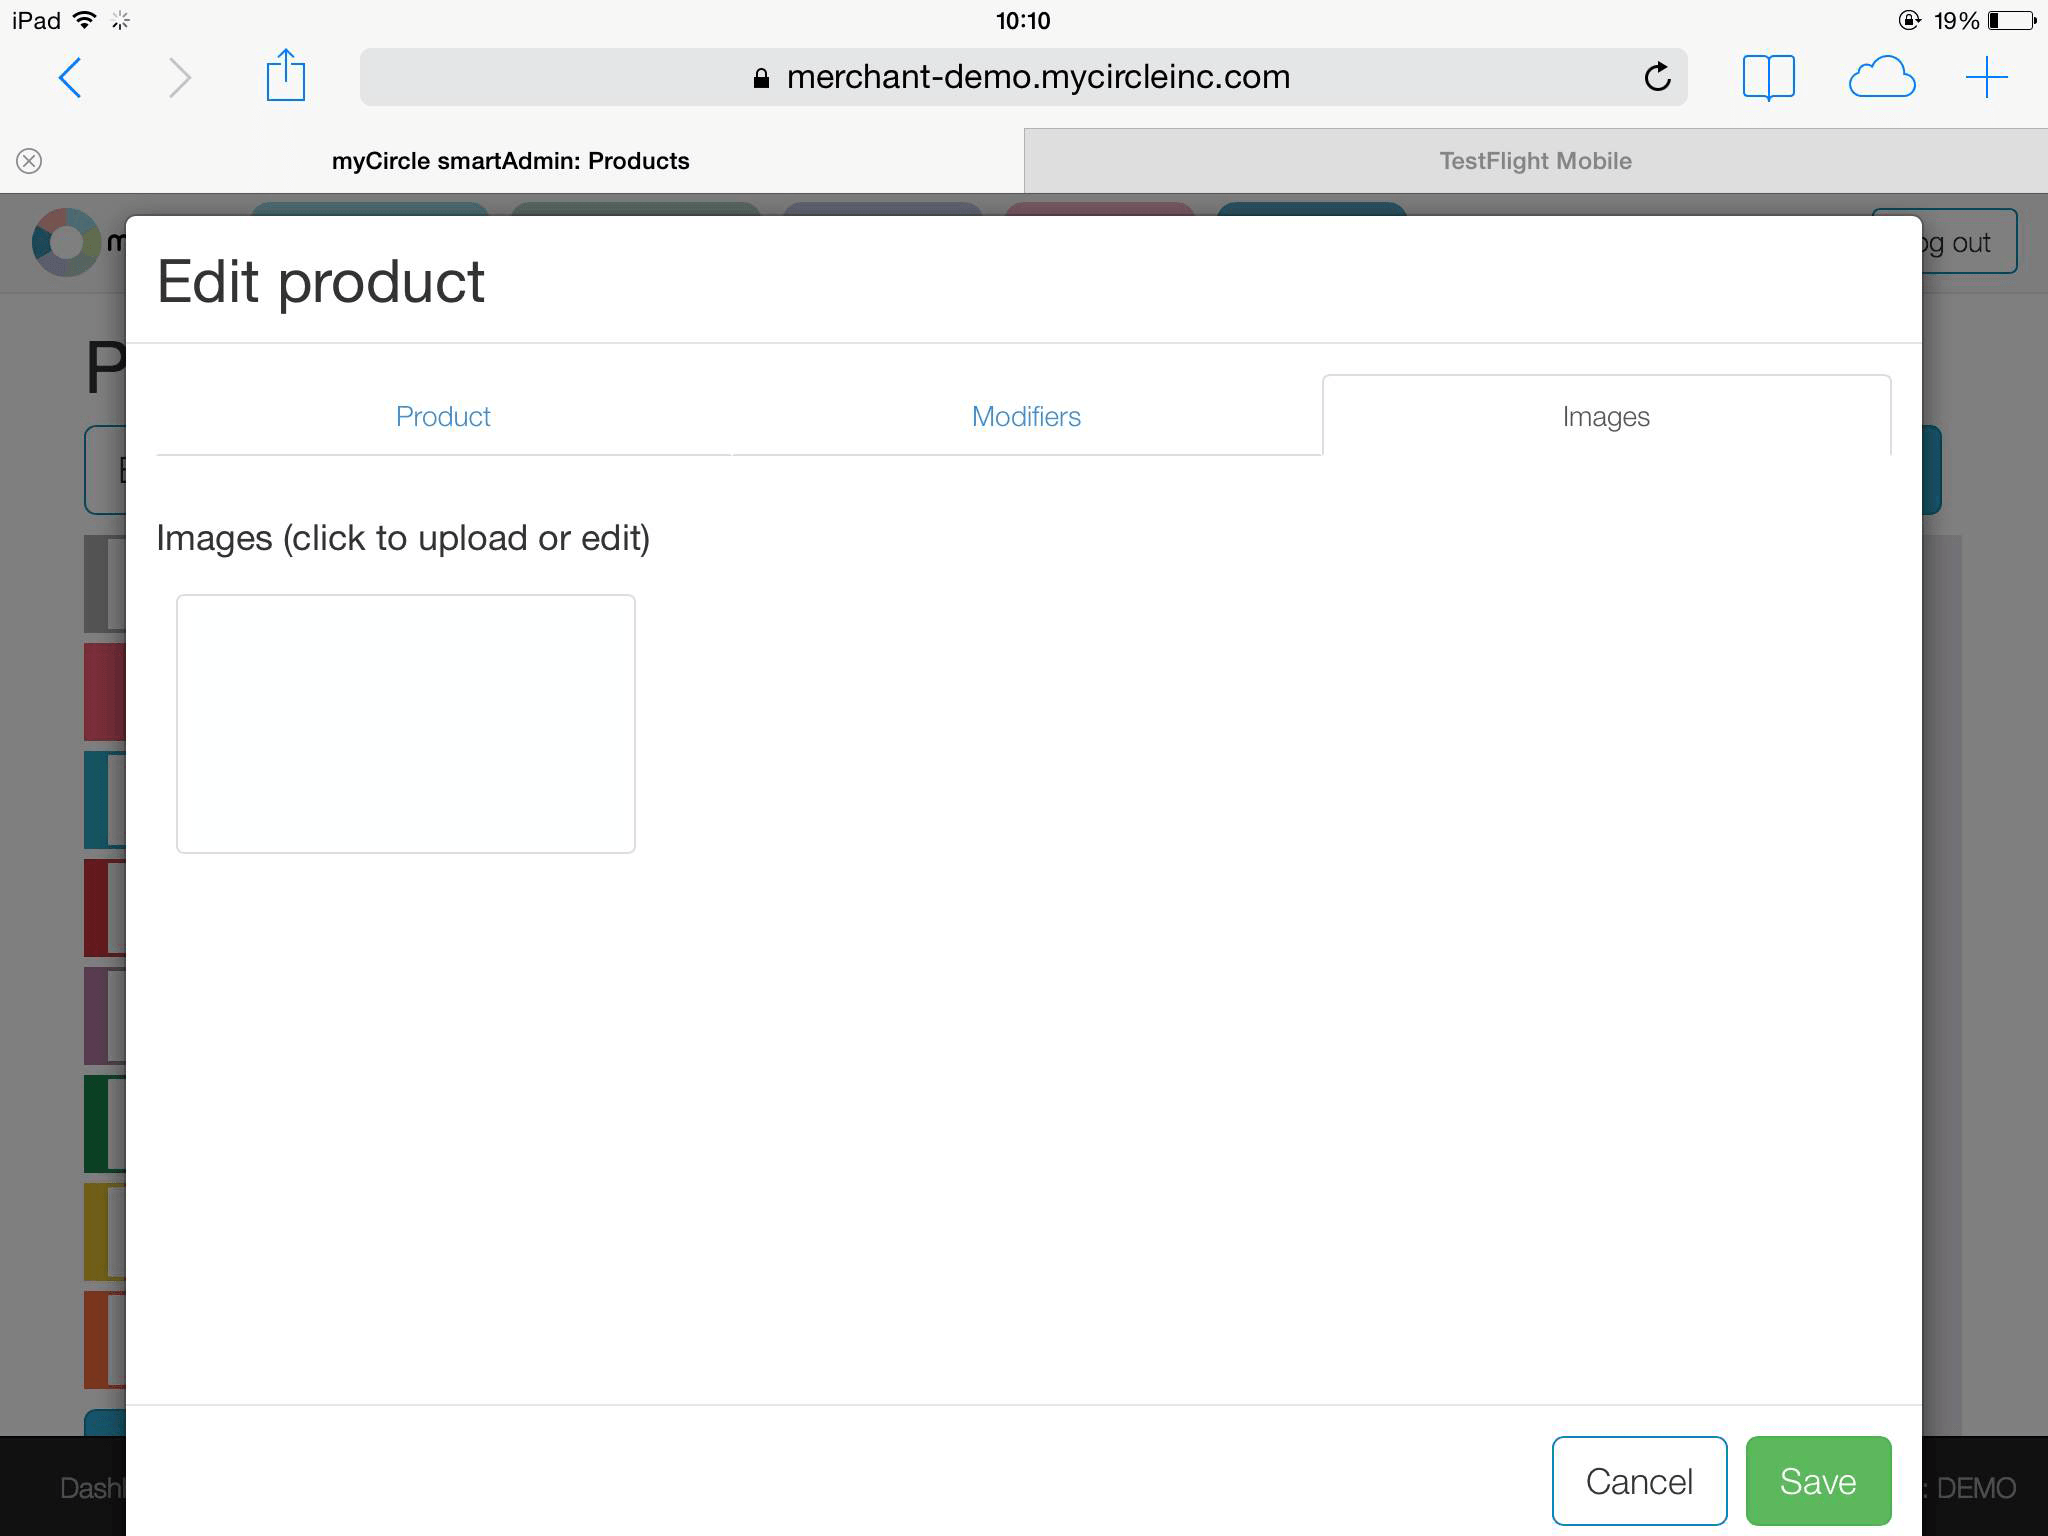 iPad 10:10 19%
merchant-demo.mycircleinc.com
myCircle smartAdmin: Products TestFlight Mobile
og out
Edit product
Product Modifiers Images
Images (click to upload or edit)
Cancel Save
: DEMO